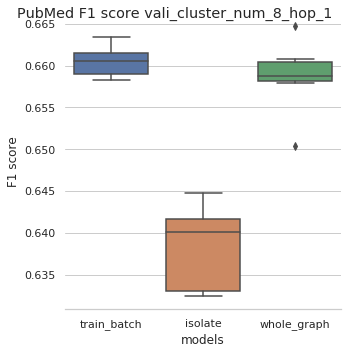 PubMed F1 score vali_cluster_num_8_hop_1
0.665
0.660
0.655
0.650
0.645
0.640
0.635
F1 score
train_batch isolate whole_graph
models